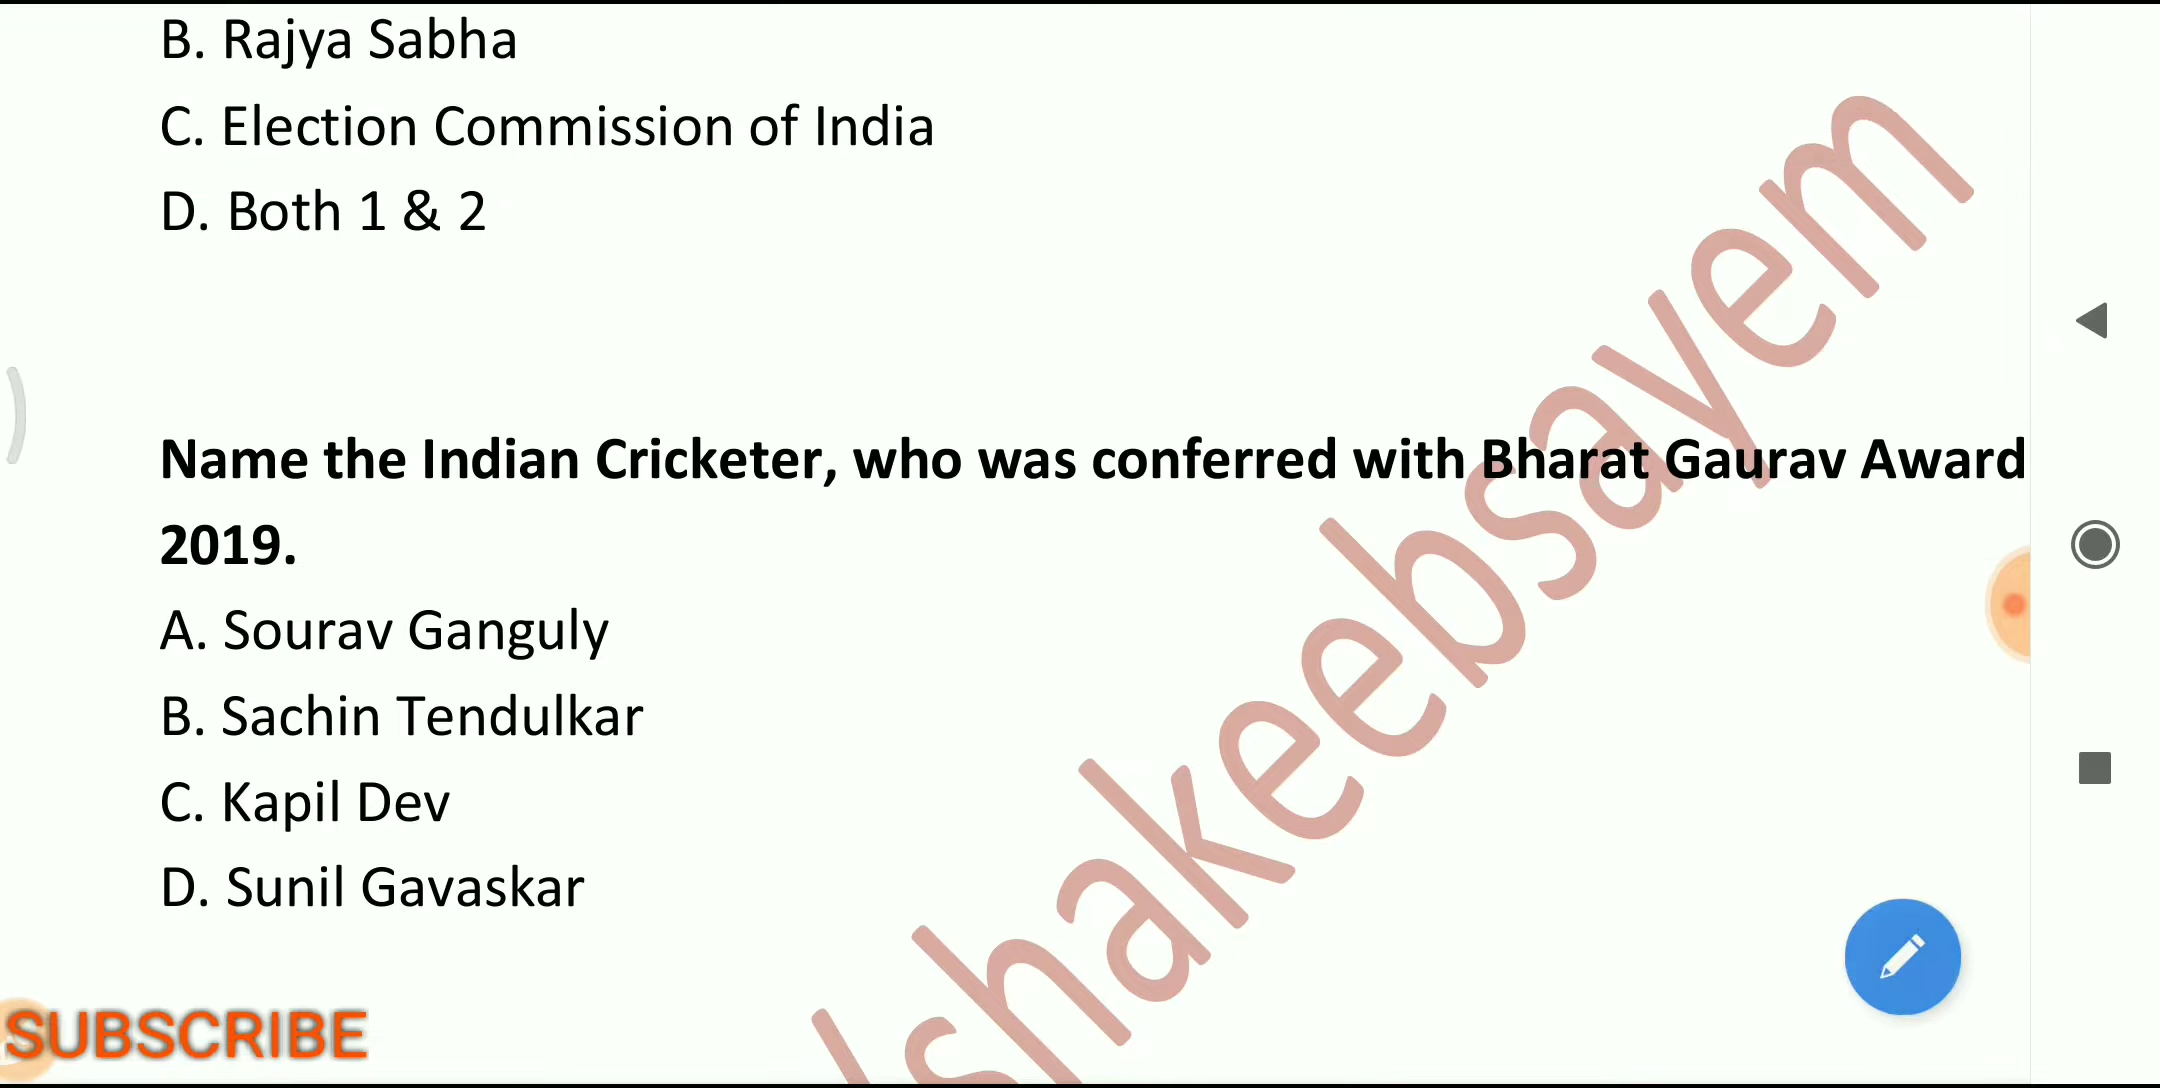 B. Rajya Sabha
C. Election Commission of India
D. Both 1 & 2
Name the Indian Cricketer, who was conferred with Bharat Gaurav Award
2019.
A. Sourav Ganguly
B. Sachin Tendulkar
C. Kapil Dev
D. Sunil Gavaskar
/shakeebsayem
SUBSCRIBE